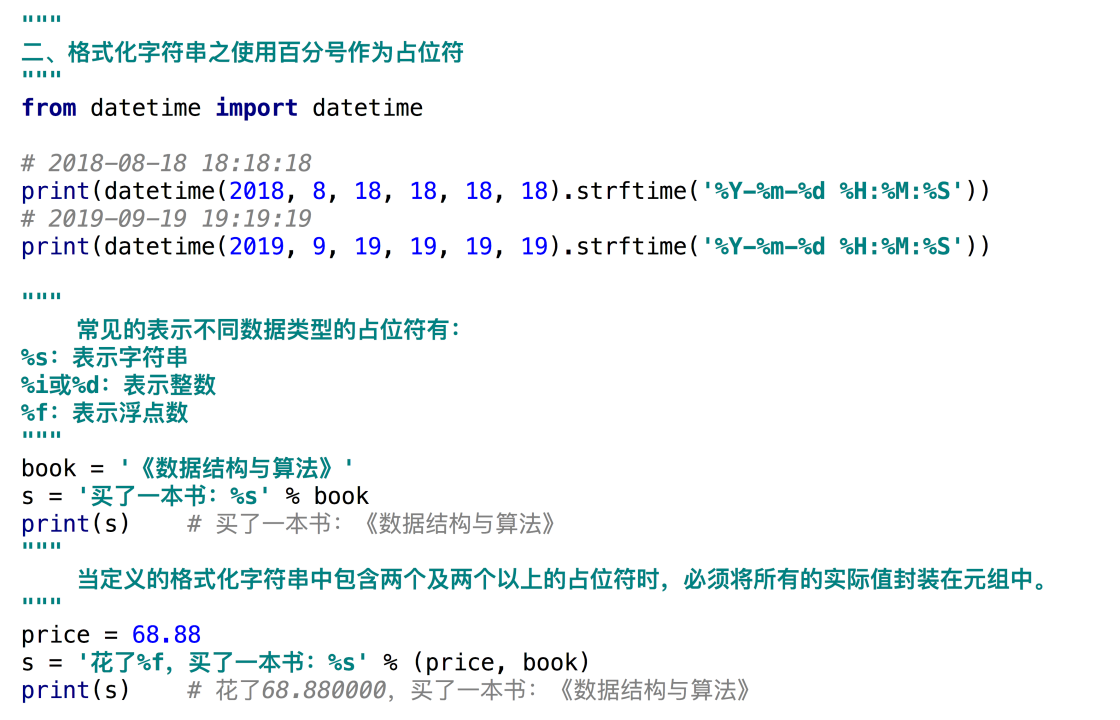 """
二、格式化字符串之使用百分号作为占位符
"""
from datetime import datetime
# 2018-08-18 18:18:18
print(datetime(2018, 8, 18, 18, 18, 18).strftime('%Y-%m-%d %H:%M:%S'))
# 2019-09-19 19:19:19
print(datetime(2019, 9, 19, 19, 19, 19).strftime('%Y-%m-%d %H:%M:%S'))
"""
    常见的表示不同数据类型的占位符有：
%s：表示字符串
%i或%d：表示整数
%f：表示浮点数
"""
book = '《数据结构与算法》'
s = '买了一本书：%s' % book
print(s)    # 买了一本书：《数据结构与算法》
"""
    当定义的格式化字符串中包含两个及两个以上的占位符时，必须将所有的实际值封装在元组中。
"""
price = 68.88
s = '花了%f，买了一本书：%s' % (price, book)
print(s)    # 花了68.880000，买了一本书：《数据结构与算法》